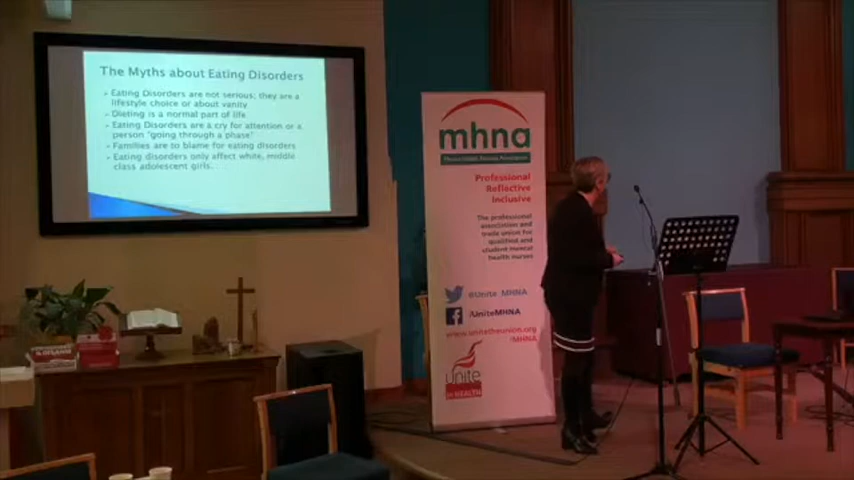 The Myths about Eating Disorders
Eating Disorders are not serious; they are a
lifestyle choice or about vanity
Dieting is a normal part of life
Eating Disorders are a cry for attention or a
person "going through a phase"
Families are to blame for eating disorders
Eating Disorders only affect white, middle
class adolescent girls.
mhna
Professional
Reflective
Inclusive
The professional
association and
trade union for
qualified and
student mental
health nurses
@Unite_MHNA
/UniteMHNA
www.unitetheunion.org
/MHNA
Unite
in HEALTH